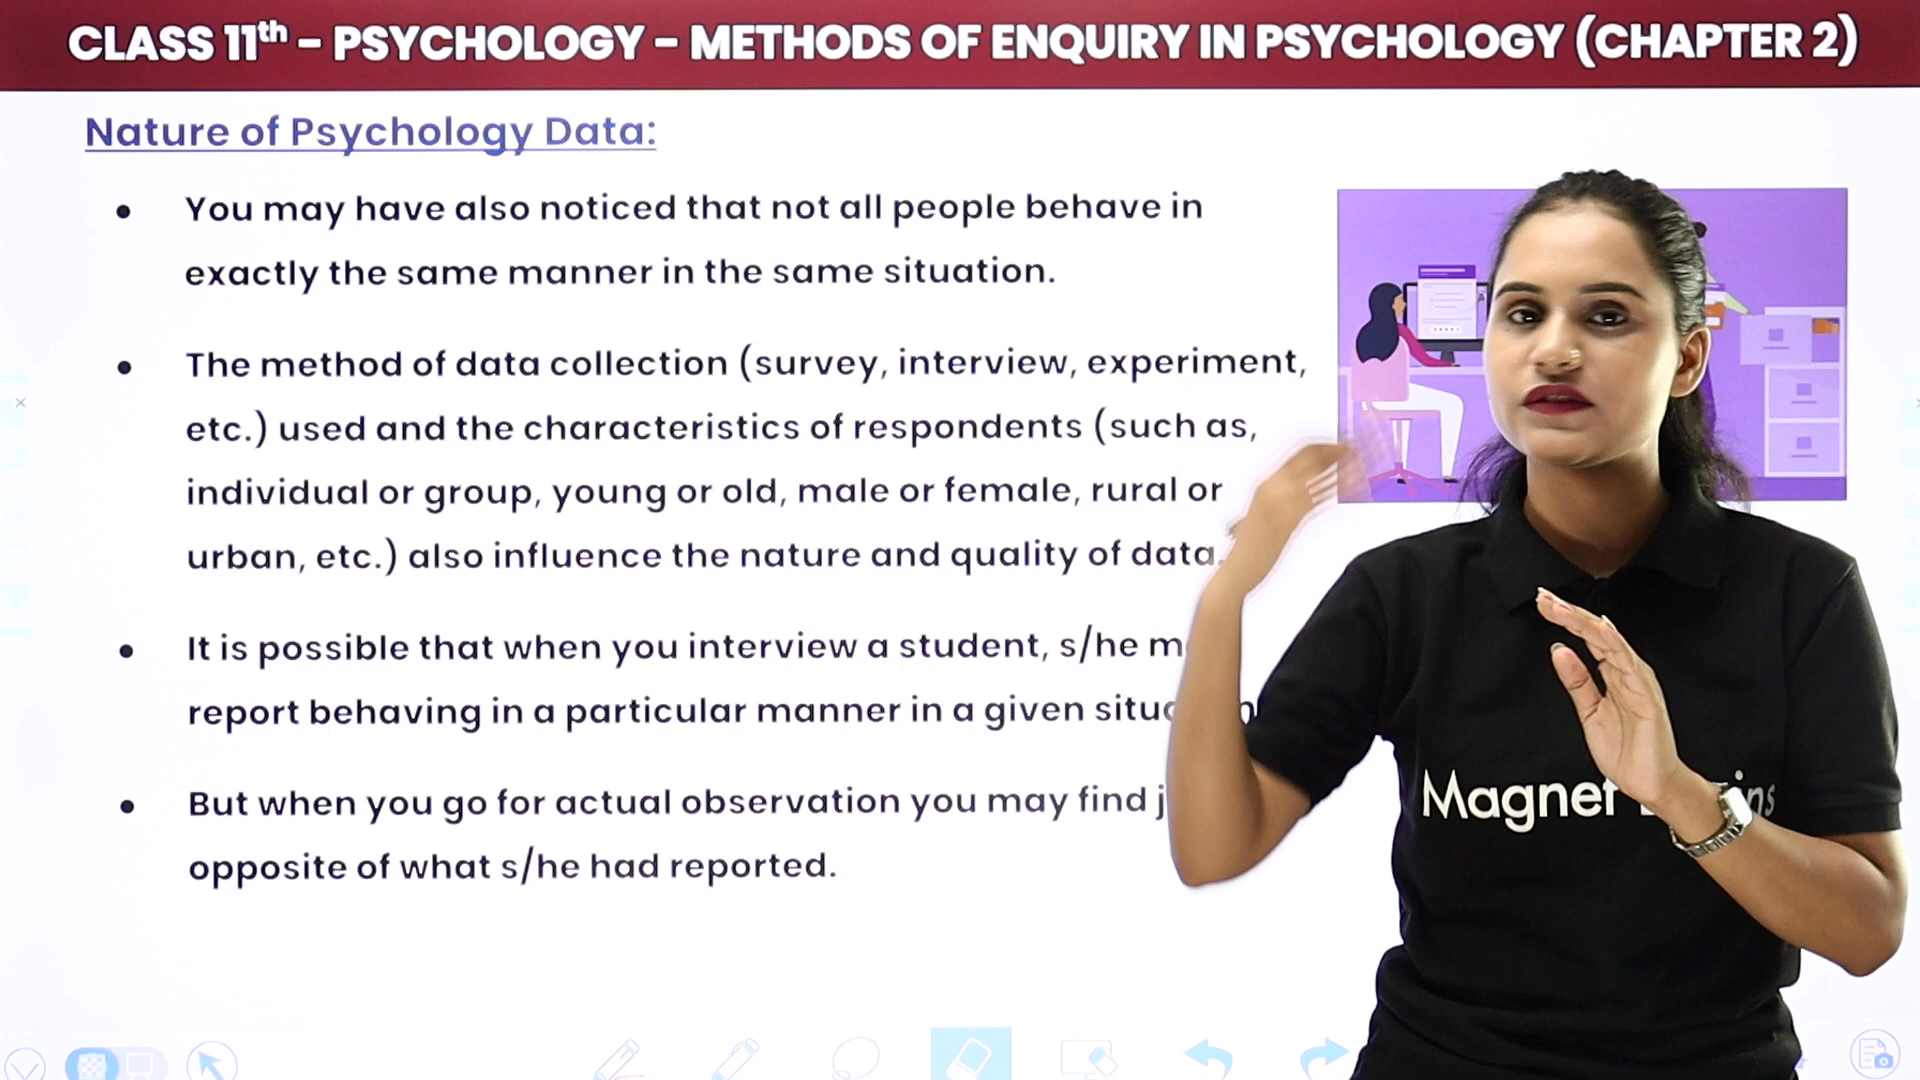 CLASS 11th – PSYCHOLOGY – METHODS OF ENQUIRY IN PSYCHOLOGY (CHAPTER 2)
Nature of Psychology Data:
• You may have also noticed that not all people behave in
exactly the same manner in the same situation.
• The method of data collection (survey, interview, experiment,
etc.) used and the characteristics of respondents (such as,
individual or group, young or old, male or female, rural or
urban, etc.) also influence the nature and quality of data.
• It is possible that when you interview a student, s/he
report behaving in a particular manner in a given
• But when you go for actual observation you may find
opposite of what s/he had reported.
Magnet